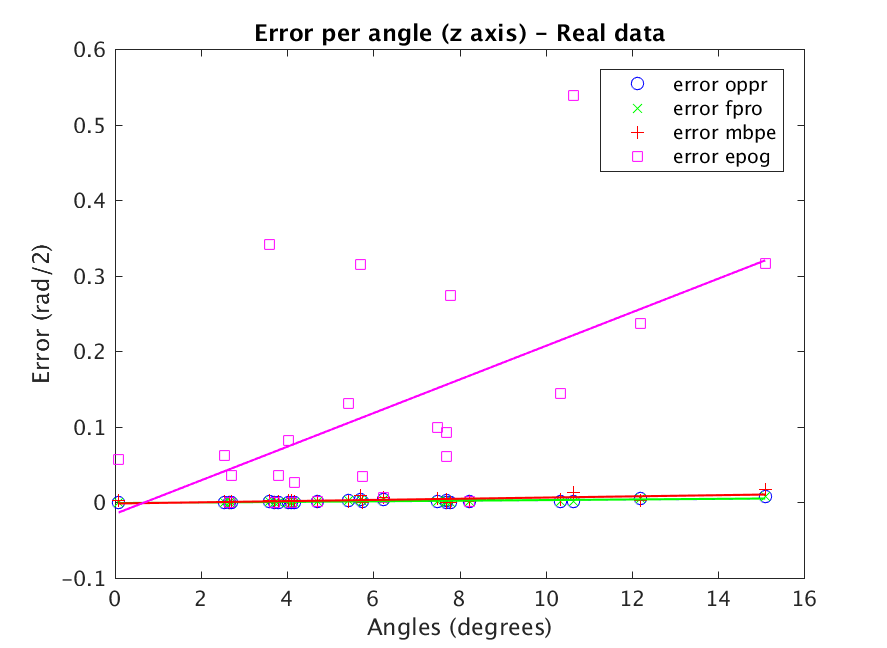 Error per angle (z axis) – Real data
0.6
0.5
0.4
0.3
0.2
0.1
0
-0.1
Error (rad/2)
error oppr
error fpro
error mbpe
error epog
0 2 4 6 8 10 12 14 16
Angles (degrees)